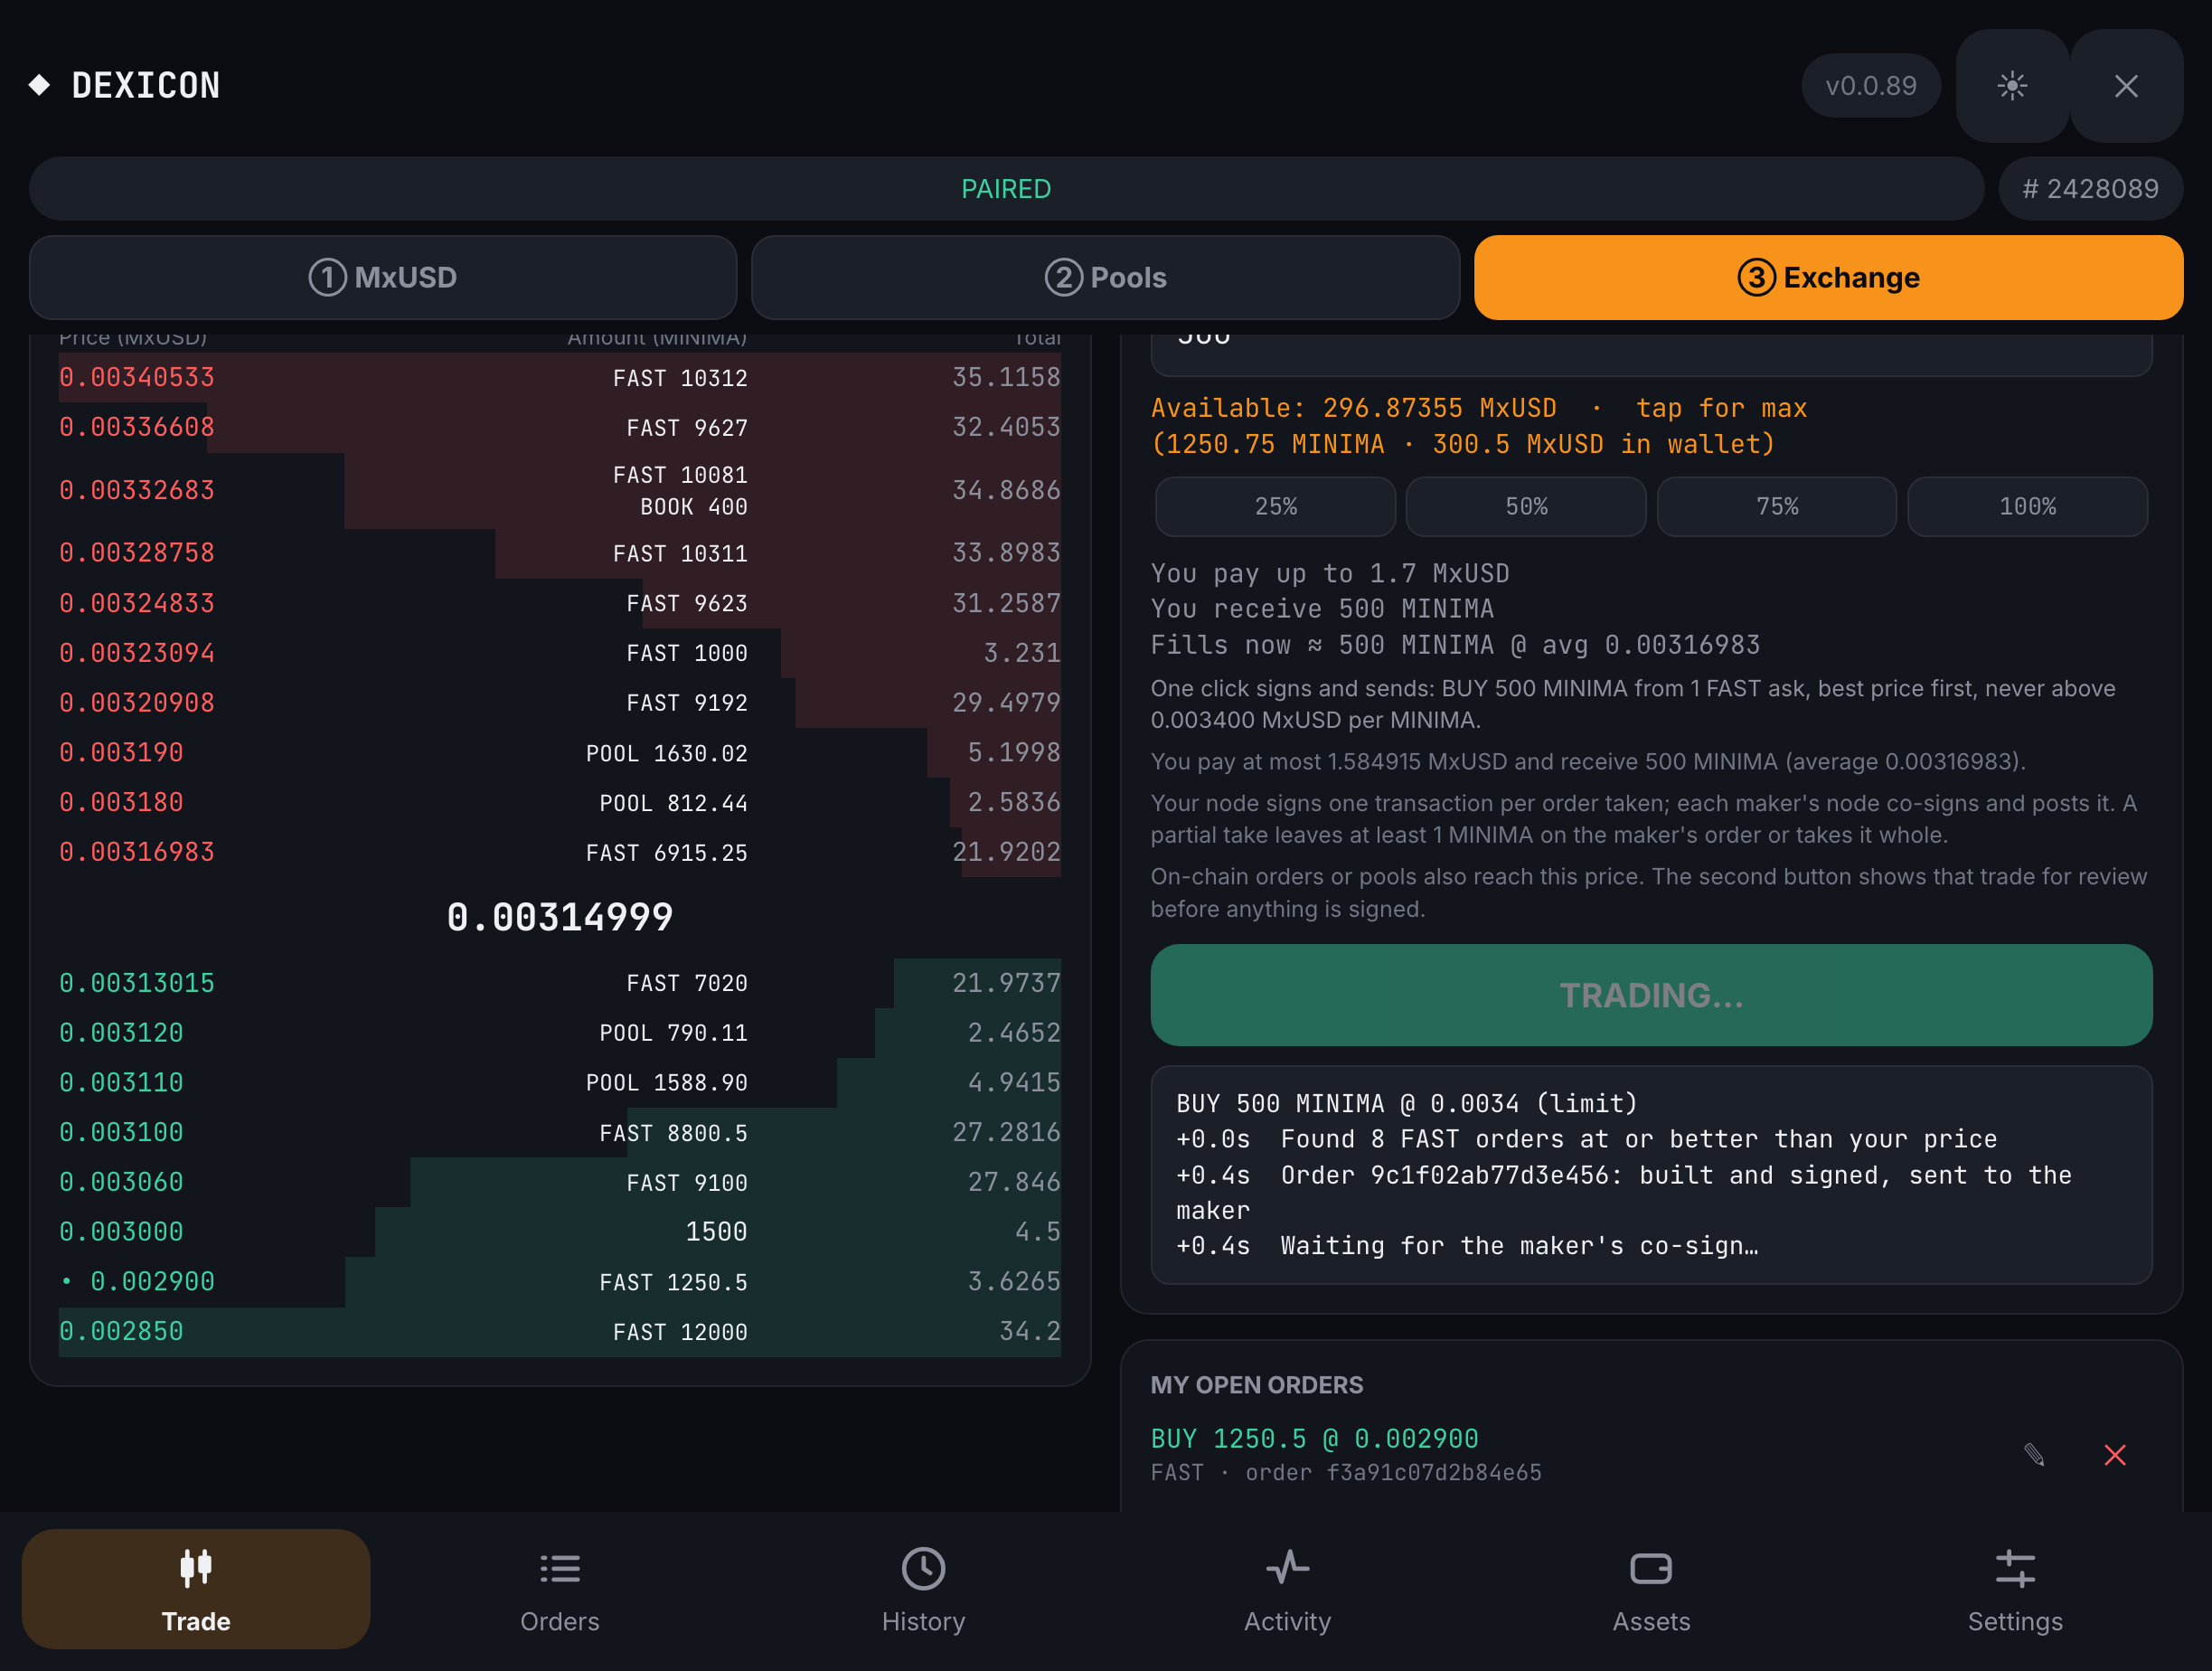 ◆ DEXICON
v0.0.89
PAIRED
# 2428089
① MxUSD
② Pools
③ Exchange
Price (MxUSD) Amount (MINIMA) Total
0.00340533 FAST 10312 35.1158
0.00336608 FAST 9627 32.4053
0.00332683 FAST 10081 BOOK 400 34.8686
0.00328758 FAST 10311 33.8983
0.00324833 FAST 9623 31.2587
0.00323094 FAST 1000 3.231
0.00320908 FAST 9192 29.4979
0.003190 POOL 1630.02 5.1998
0.003180 POOL 812.44 2.5836
0.00316983 FAST 6915.25 21.9202
0.00314999
0.00313015 FAST 7020 21.9737
0.003120 POOL 790.11 2.4652
0.003110 POOL 1588.90 4.9415
0.003100 FAST 8800.5 27.2816
0.003060 FAST 9100 27.846
0.003000 1500 4.5
• 0.002900 FAST 1250.5 3.6265
0.002850 FAST 12000 34.2
500
Available: 296.87355 MxUSD · tap for max
(1250.75 MINIMA · 300.5 MxUSD in wallet)
25% 50% 75% 100%
You pay up to 1.7 MxUSD
You receive 500 MINIMA
Fills now ≈ 500 MINIMA @ avg 0.00316983
One click signs and sends: BUY 500 MINIMA from 1 FAST ask, best price first, never above
0.003400 MxUSD per MINIMA.
You pay at most 1.584915 MxUSD and receive 500 MINIMA (average 0.00316983).
Your node signs one transaction per order taken; each maker's node co-signs and posts it. A
partial take leaves at least 1 MINIMA on the maker's order or takes it whole.
On-chain orders or pools also reach this price. The second button shows that trade for review
before anything is signed.
TRADING...
BUY 500 MINIMA @ 0.0034 (limit)
+0.0s Found 8 FAST orders at or better than your price
+0.4s Order 9c1f02ab77d3e456: built and signed, sent to the
maker
+0.4s Waiting for the maker's co-sign…
MY OPEN ORDERS
BUY 1250.5 @ 0.002900
FAST · order f3a91c07d2b84e65
Trade
Orders
History
Activity
Assets
Settings